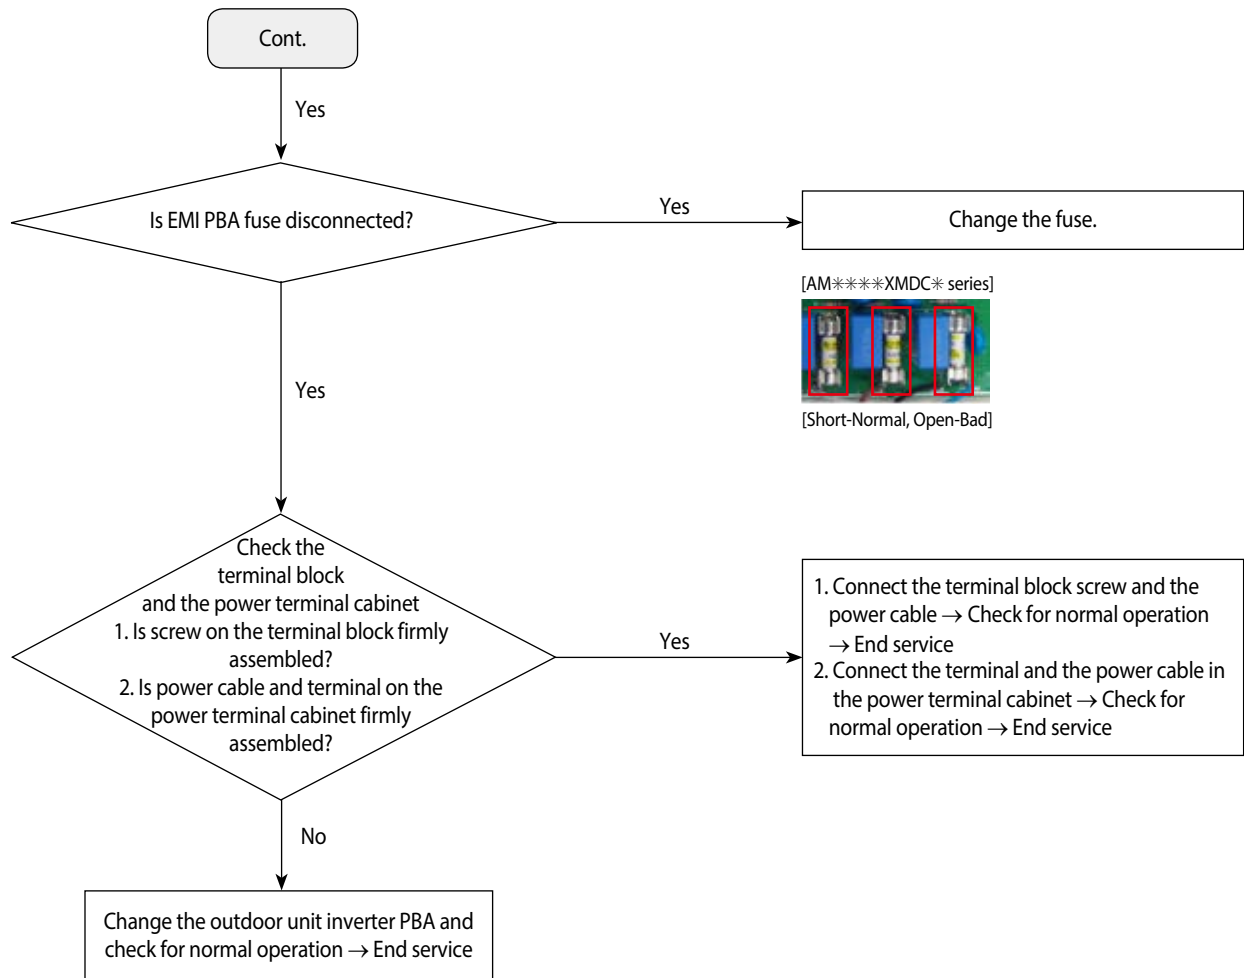 Cont.
Yes
Is EMI PBA fuse disconnected?
Yes
Change the fuse.
[AM✳✳✳✳XMDC✳ series]
[Short-Normal, Open-Bad]
Yes
Check the
terminal block
and the power terminal cabinet
1. Is screw on the terminal block firmly
assembled?
2. Is power cable and terminal on the
power terminal cabinet firmly
assembled?
Yes
1. Connect the terminal block screw and the
power cable → Check for normal operation
→ End service
2. Connect the terminal and the power cable in
the power terminal cabinet → Check for
normal operation → End service
No
Change the outdoor unit inverter PBA and
check for normal operation → End service